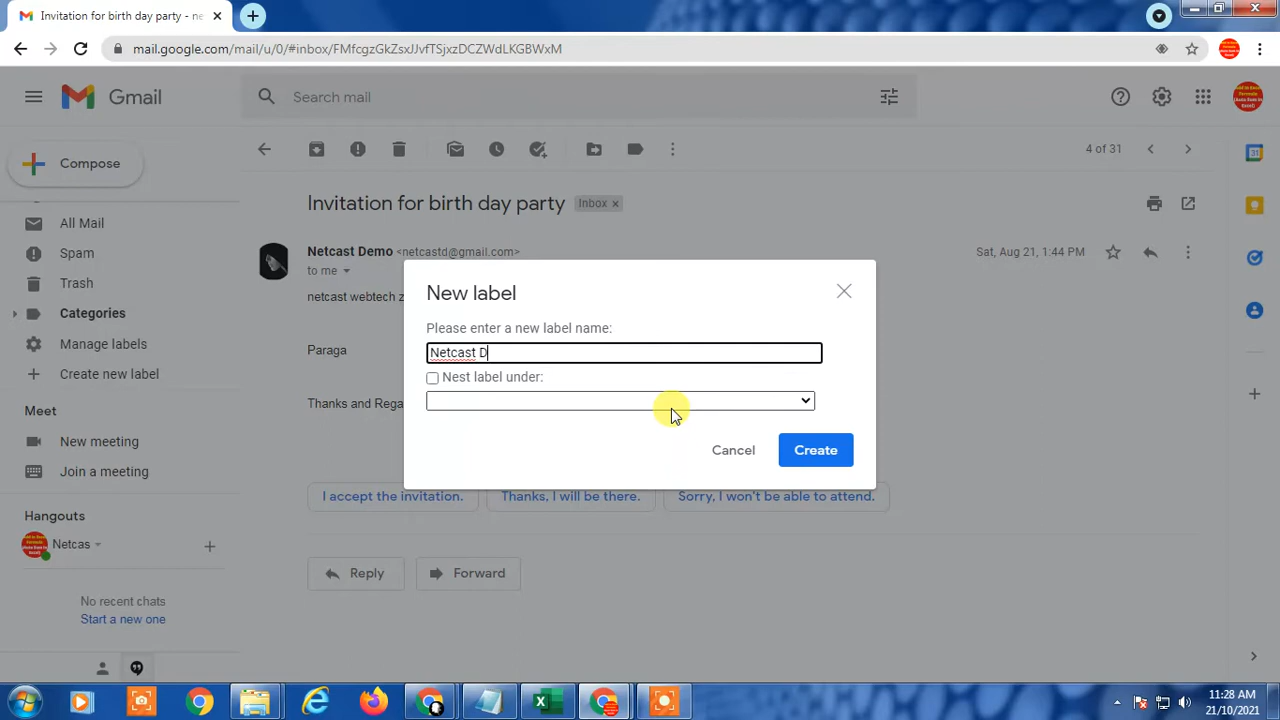 Invitation for birth day party - ne
mail.google.com/mail/u/0/#inbox/FMfcgzGkZsxJJvfTSjxzDCZWdLKGBWxM
Gmail
Search mail
Compose
4 of 31
All Mail
Spam
Trash
Categories
Manage labels
Create new label
Meet
New meeting
Join a meeting
Hangouts
Netcas
No recent chats
Start a new one
Invitation for birth day party
Inbox x
Netcast Demo <netcastd@gmail.com>
Sat, Aug 21, 1:44 PM
to me
netcast webtech z
Paraga
Thanks and Rega
New label
Please enter a new label name:
Netcast D
Nest label under:
Cancel
Create
I accept the invitation.
Thanks, I will be there.
Sorry, I won't be able to attend.
Reply
Forward
11:28 AM
21/10/2021